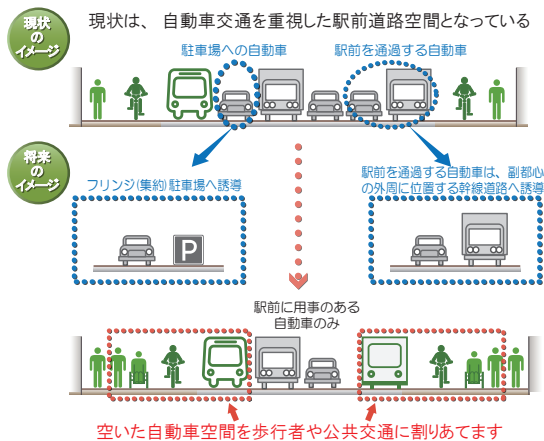 現状
の
イメージ
現状は、自動車交通を重視した駅前道路空間となっている
駐車場への自動車
駅前を通過する自動車
将来
の
イメージ
フリンジ(集約)駐車場へ誘導
駅前を通過する自動車は、副都心
の外周に位置する幹線道路へ誘導
P
駅前に用事のある
自動車のみ
空いた自動車空間を歩行者や公共交通に割りあてます